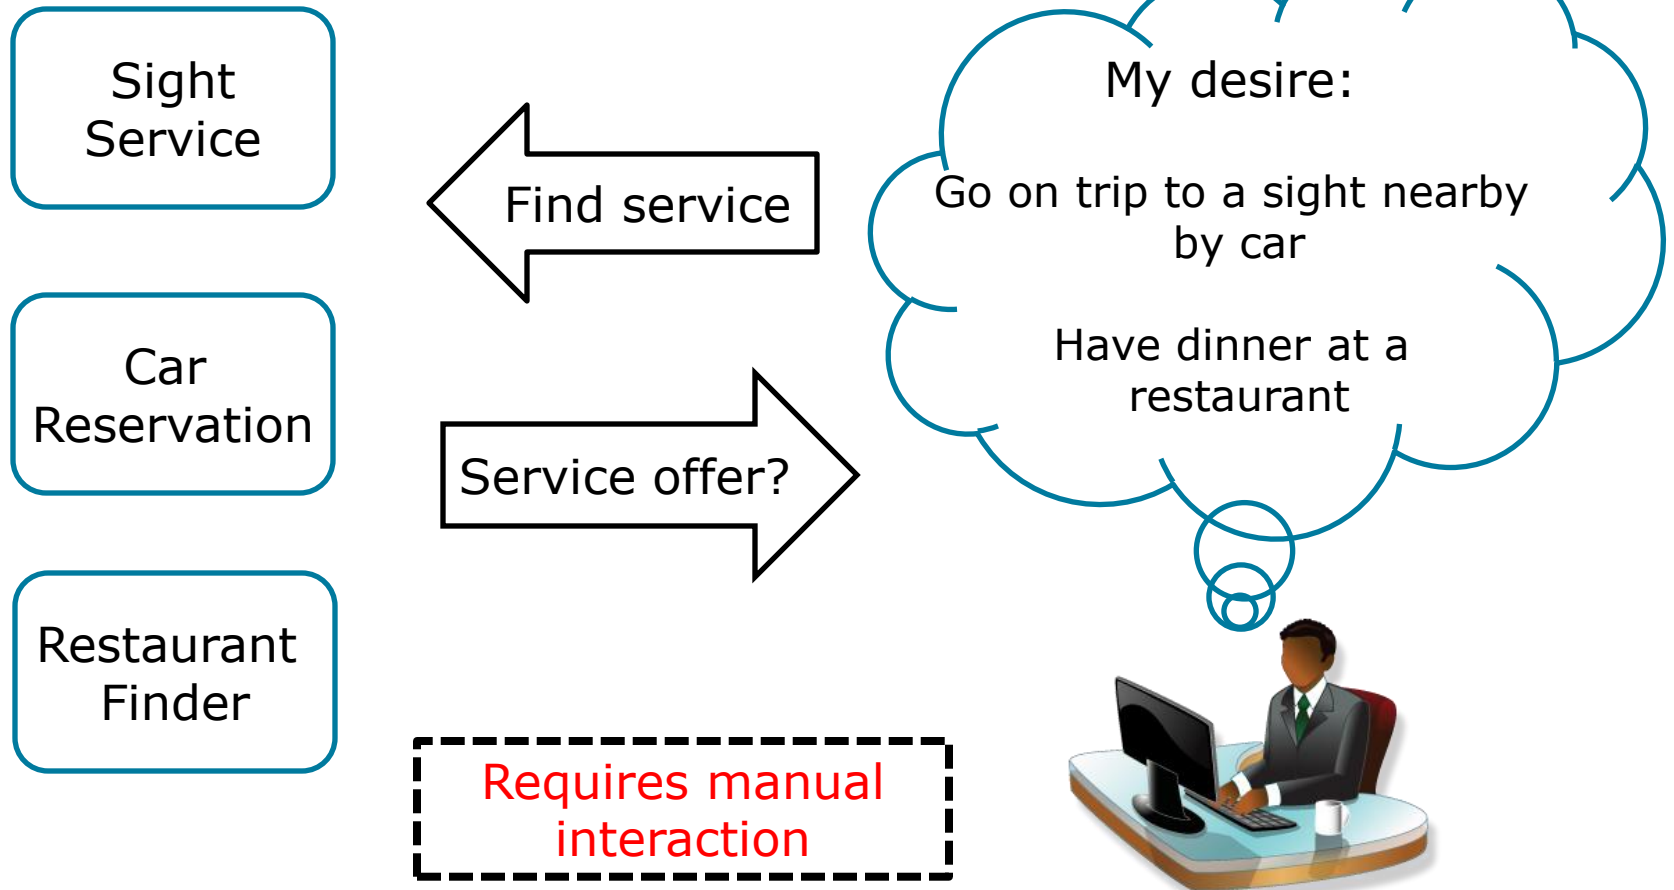 Sight
Service
Car
Reservation
Restaurant
Finder
Find service
Service offer?
Requires manual
interaction
My desire:
Go on trip to a sight nearby
by car
Have dinner at a
restaurant